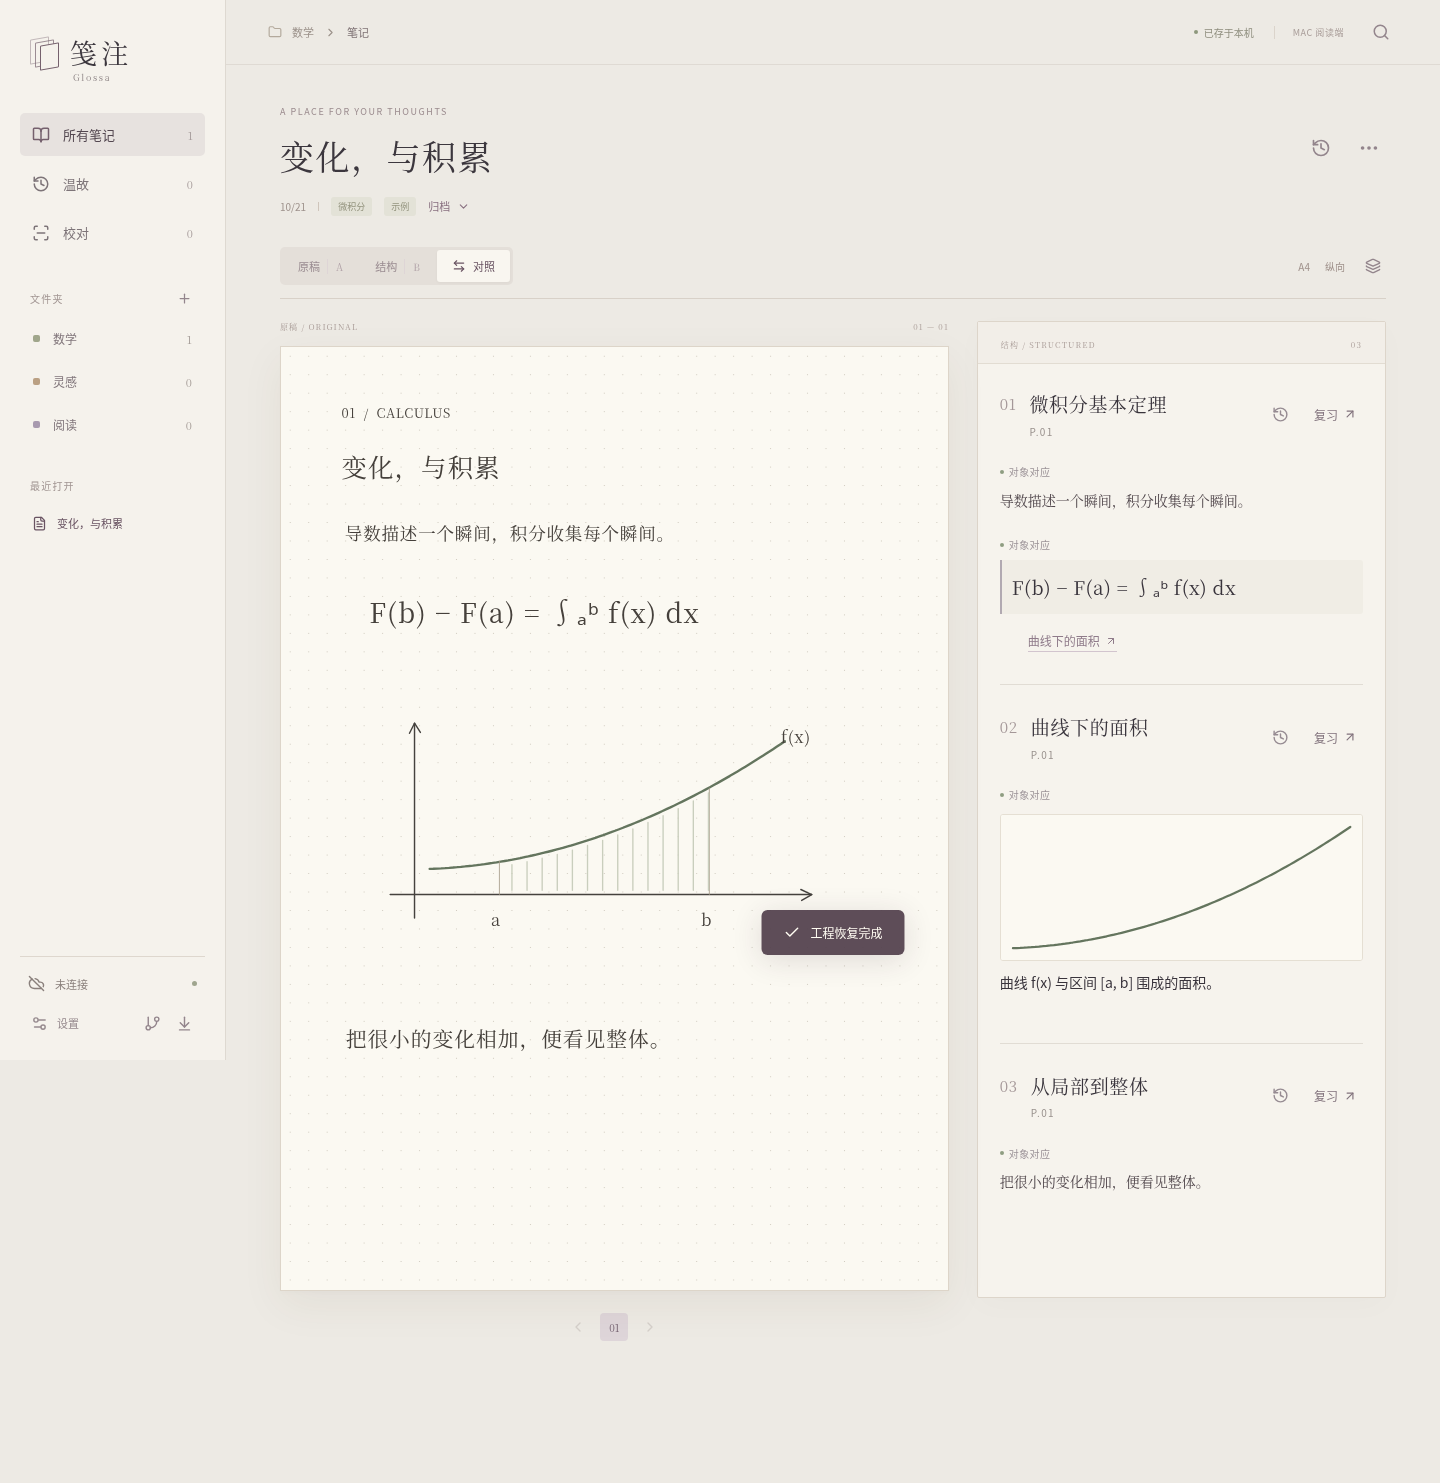 笺注
Glossa
所有笔记 1
温故 0
校对 0
文件夹
数学 1
灵感 0
阅读 0
最近打开
变化，与积累
未连接
设置
数学 笔记
已存于本机
MAC 阅读端
A PLACE FOR YOUR THOUGHTS
变化，与积累
10/21 微积分 示例 归档
原稿 A 结构 B 对照
A4 纵向
原稿 / ORIGINAL 01 — 01
01 / CALCULUS
变化，与积累
导数描述一个瞬间，积分收集每个瞬间。
F(b) − F(a) = ∫ₐᵇ f(x) dx
f(x)
a b
工程恢复完成
把很小的变化相加，便看见整体。
01
结构 / STRUCTURED 03
01 微积分基本定理 复习
P.01
对象对应
导数描述一个瞬间，积分收集每个瞬间。
对象对应
F(b) − F(a) = ∫ₐᵇ f(x) dx
曲线下的面积
02 曲线下的面积 复习
P.01
对象对应
曲线 f(x) 与区间 [a, b] 围成的面积。
03 从局部到整体 复习
P.01
对象对应
把很小的变化相加，便看见整体。